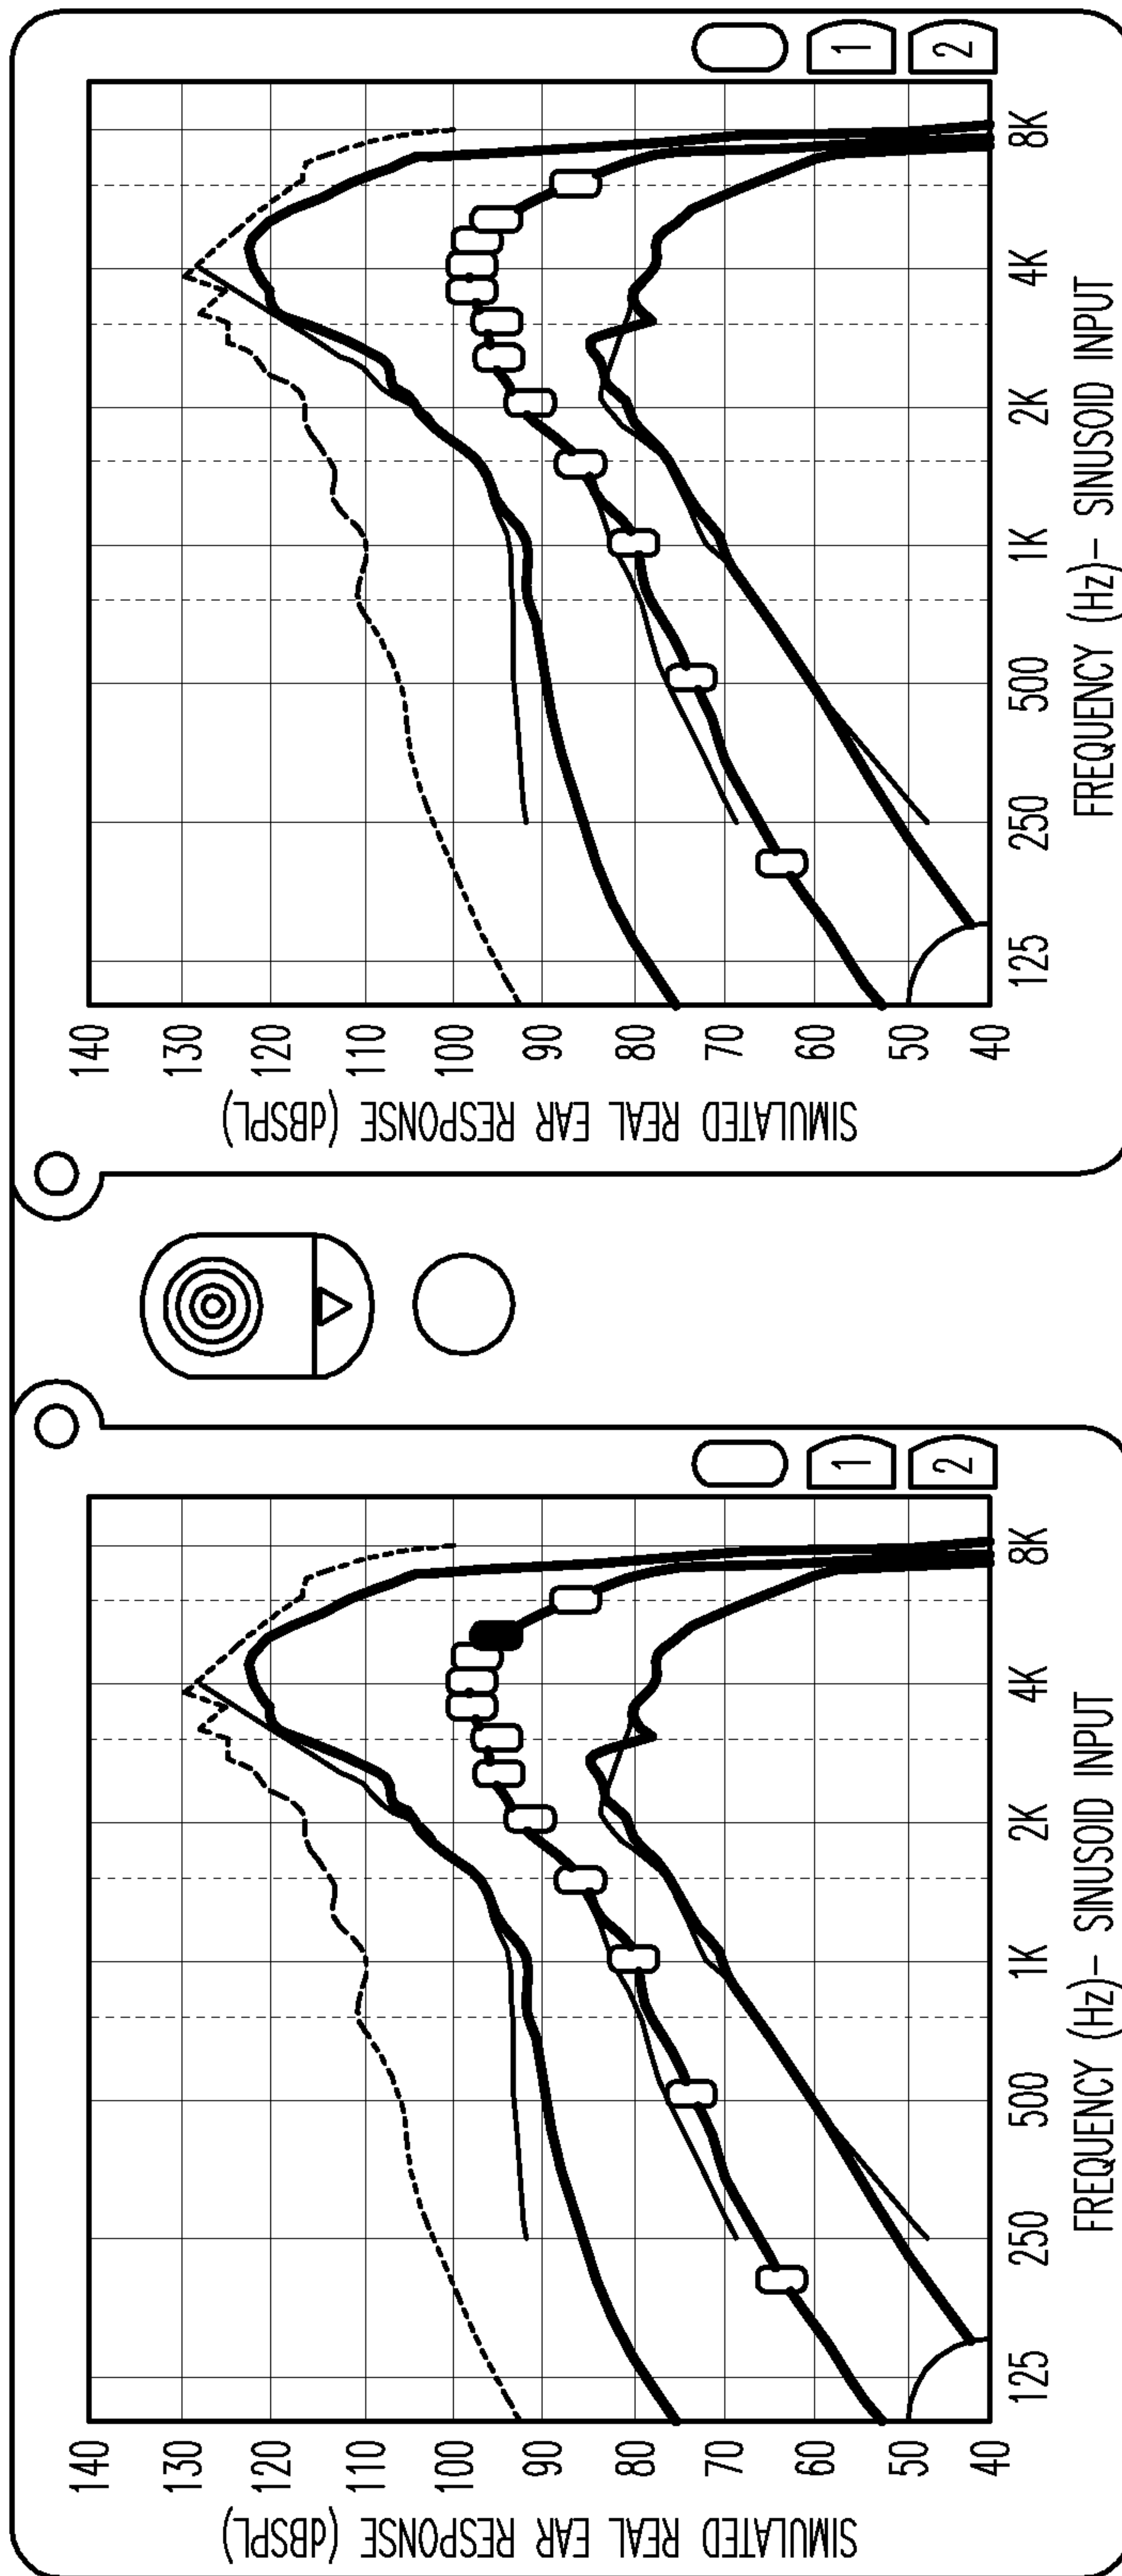 SIMULATED REAL EAR RESPONSE (dBSPL)
140
130
120
110
100
90
80
70
60
50
40
125
250
500
1K
2K
4K
8K
FREQUENCY (Hz)– SINUSOID INPUT
1
2
SIMULATED REAL EAR RESPONSE (dBSPL)
140
130
120
110
100
90
80
70
60
50
40
125
250
500
1K
2K
4K
8K
FREQUENCY (Hz)– SINUSOID INPUT
1
2